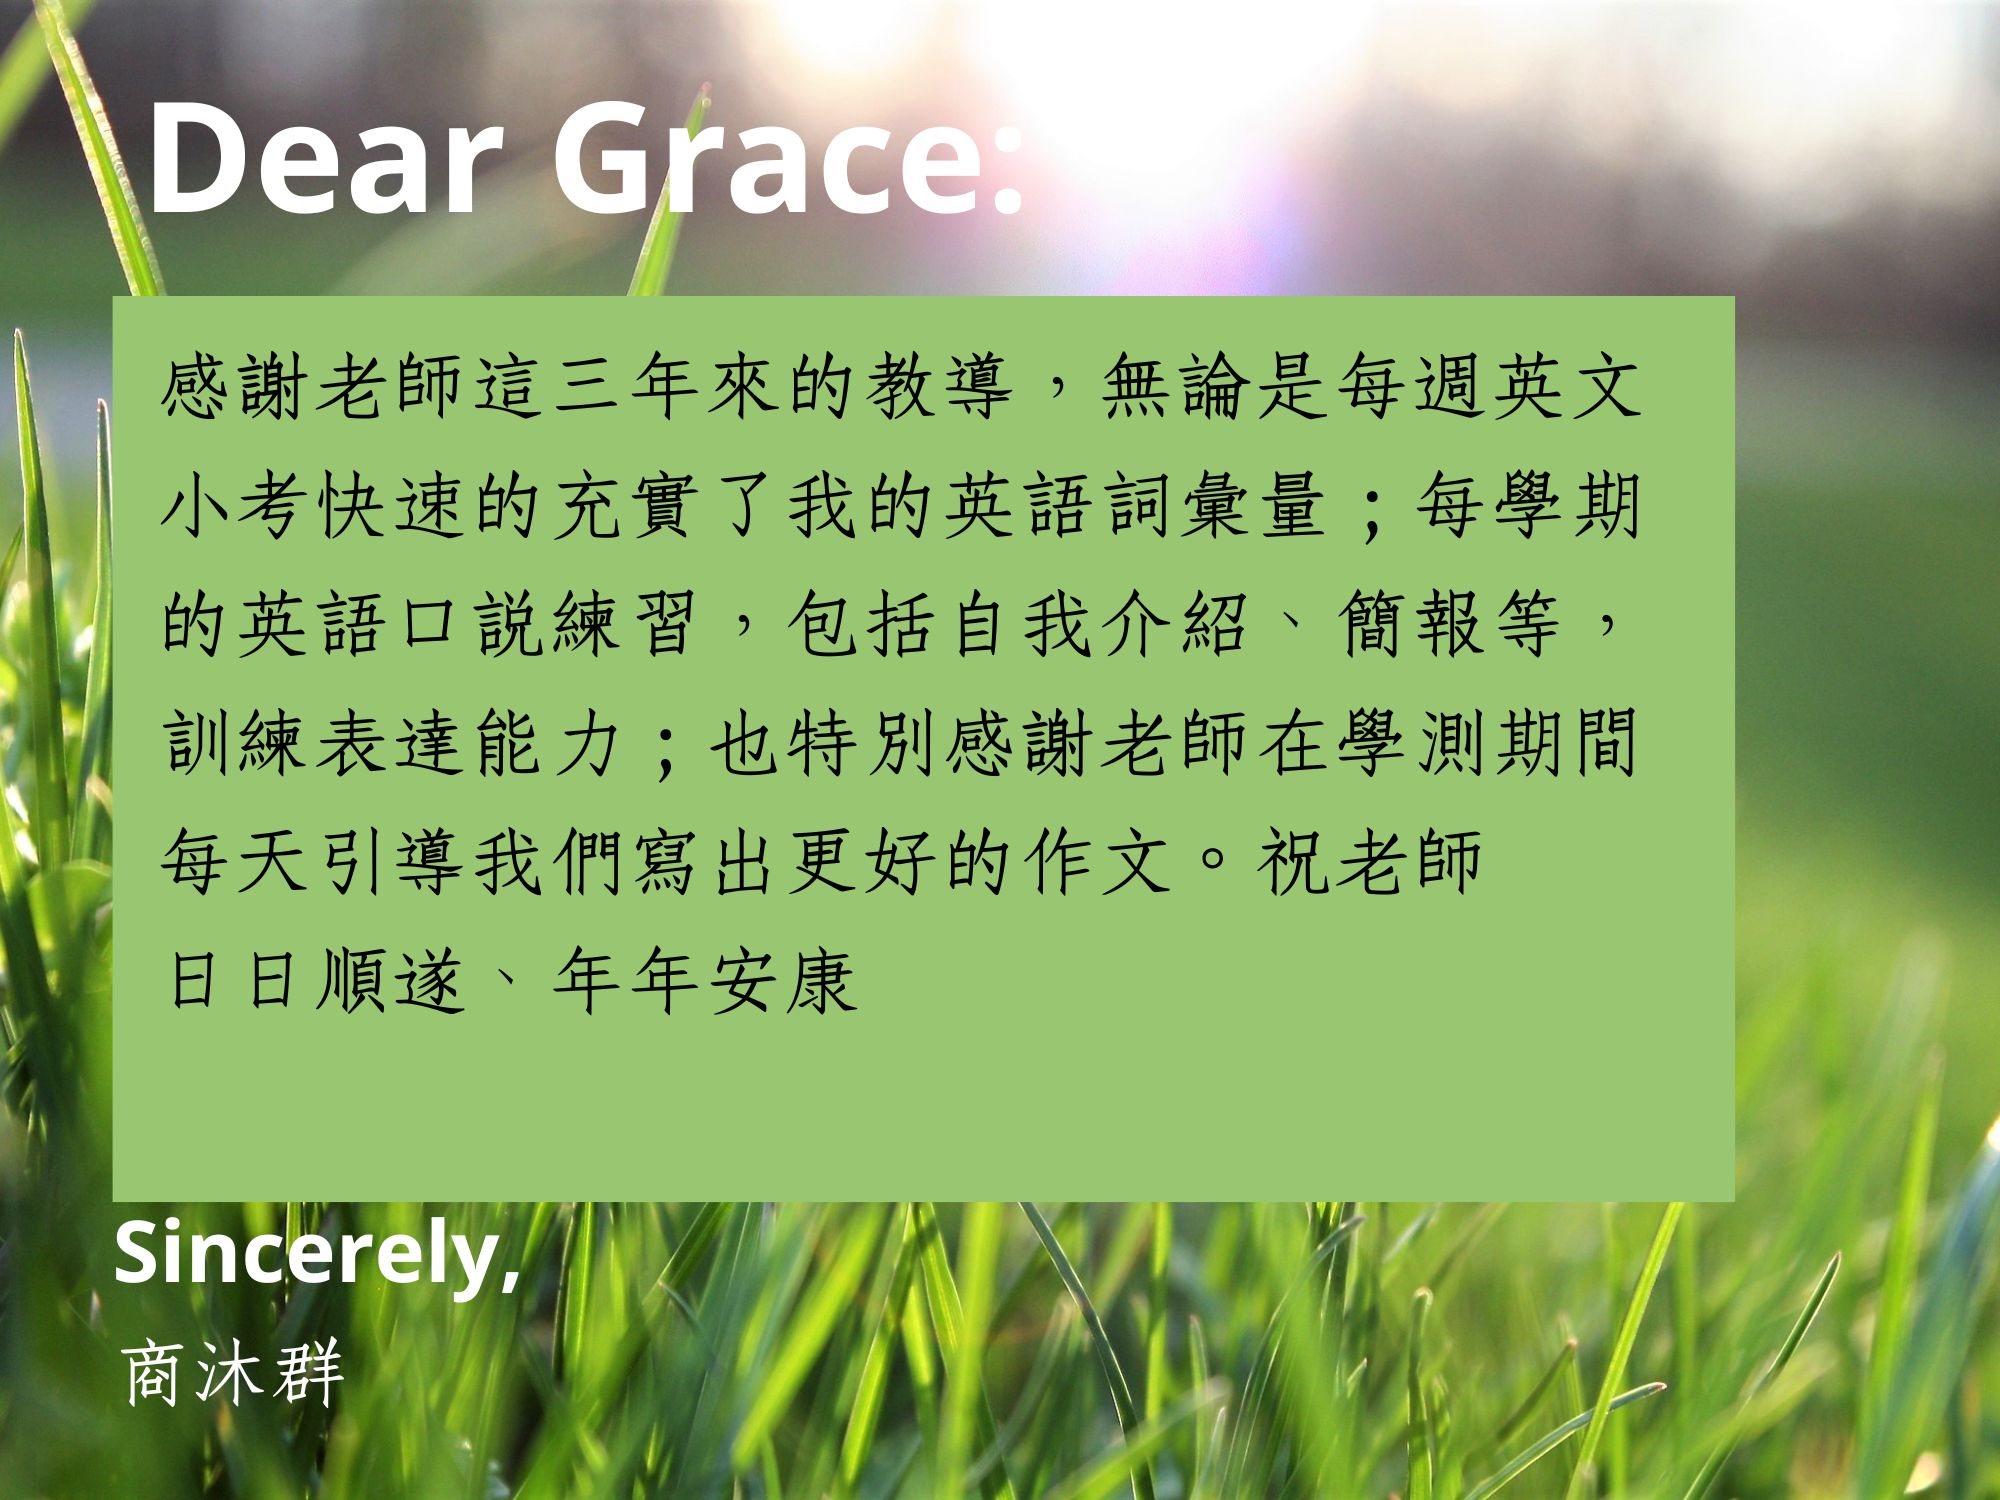 Dear Grace:
感謝老師這三年來的教導，無論是每週英文
小考快速的充實了我的英語詞彙量；每學期
的英語口說練習，包括自我介紹、簡報等，
訓練表達能力；也特別感謝老師在學測期間
每天引導我們寫出更好的作文。祝老師
日日順遂、年年安康
Sincerely,
商沐群